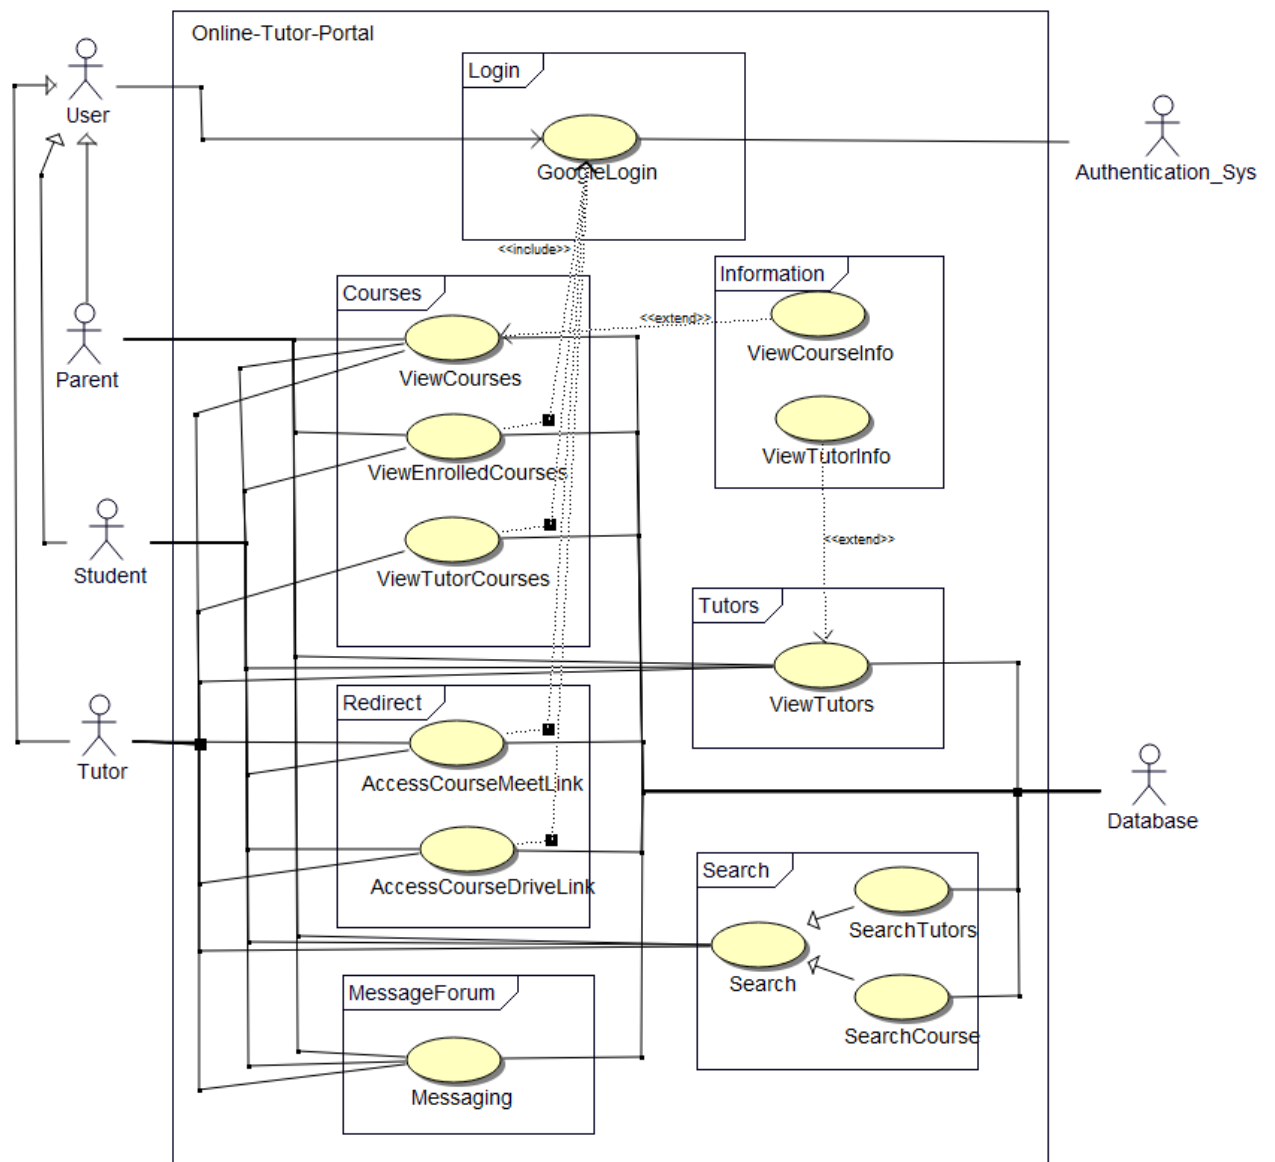 Online-Tutor-Portal
User
Login
GoogleLogin
Authentication_Sys
<<include>>
Information
Courses
<<extend>>
ViewCourseInfo
Parent
ViewCourses
ViewTutorInfo
ViewEnrolledCourses
<<extend>>
Student
ViewTutorCourses
Tutors
Redirect
ViewTutors
Tutor
AccessCourseMeetLink
Database
Search
AccessCourseDriveLink
SearchTutors
Search
MessageForum
SearchCourse
Messaging